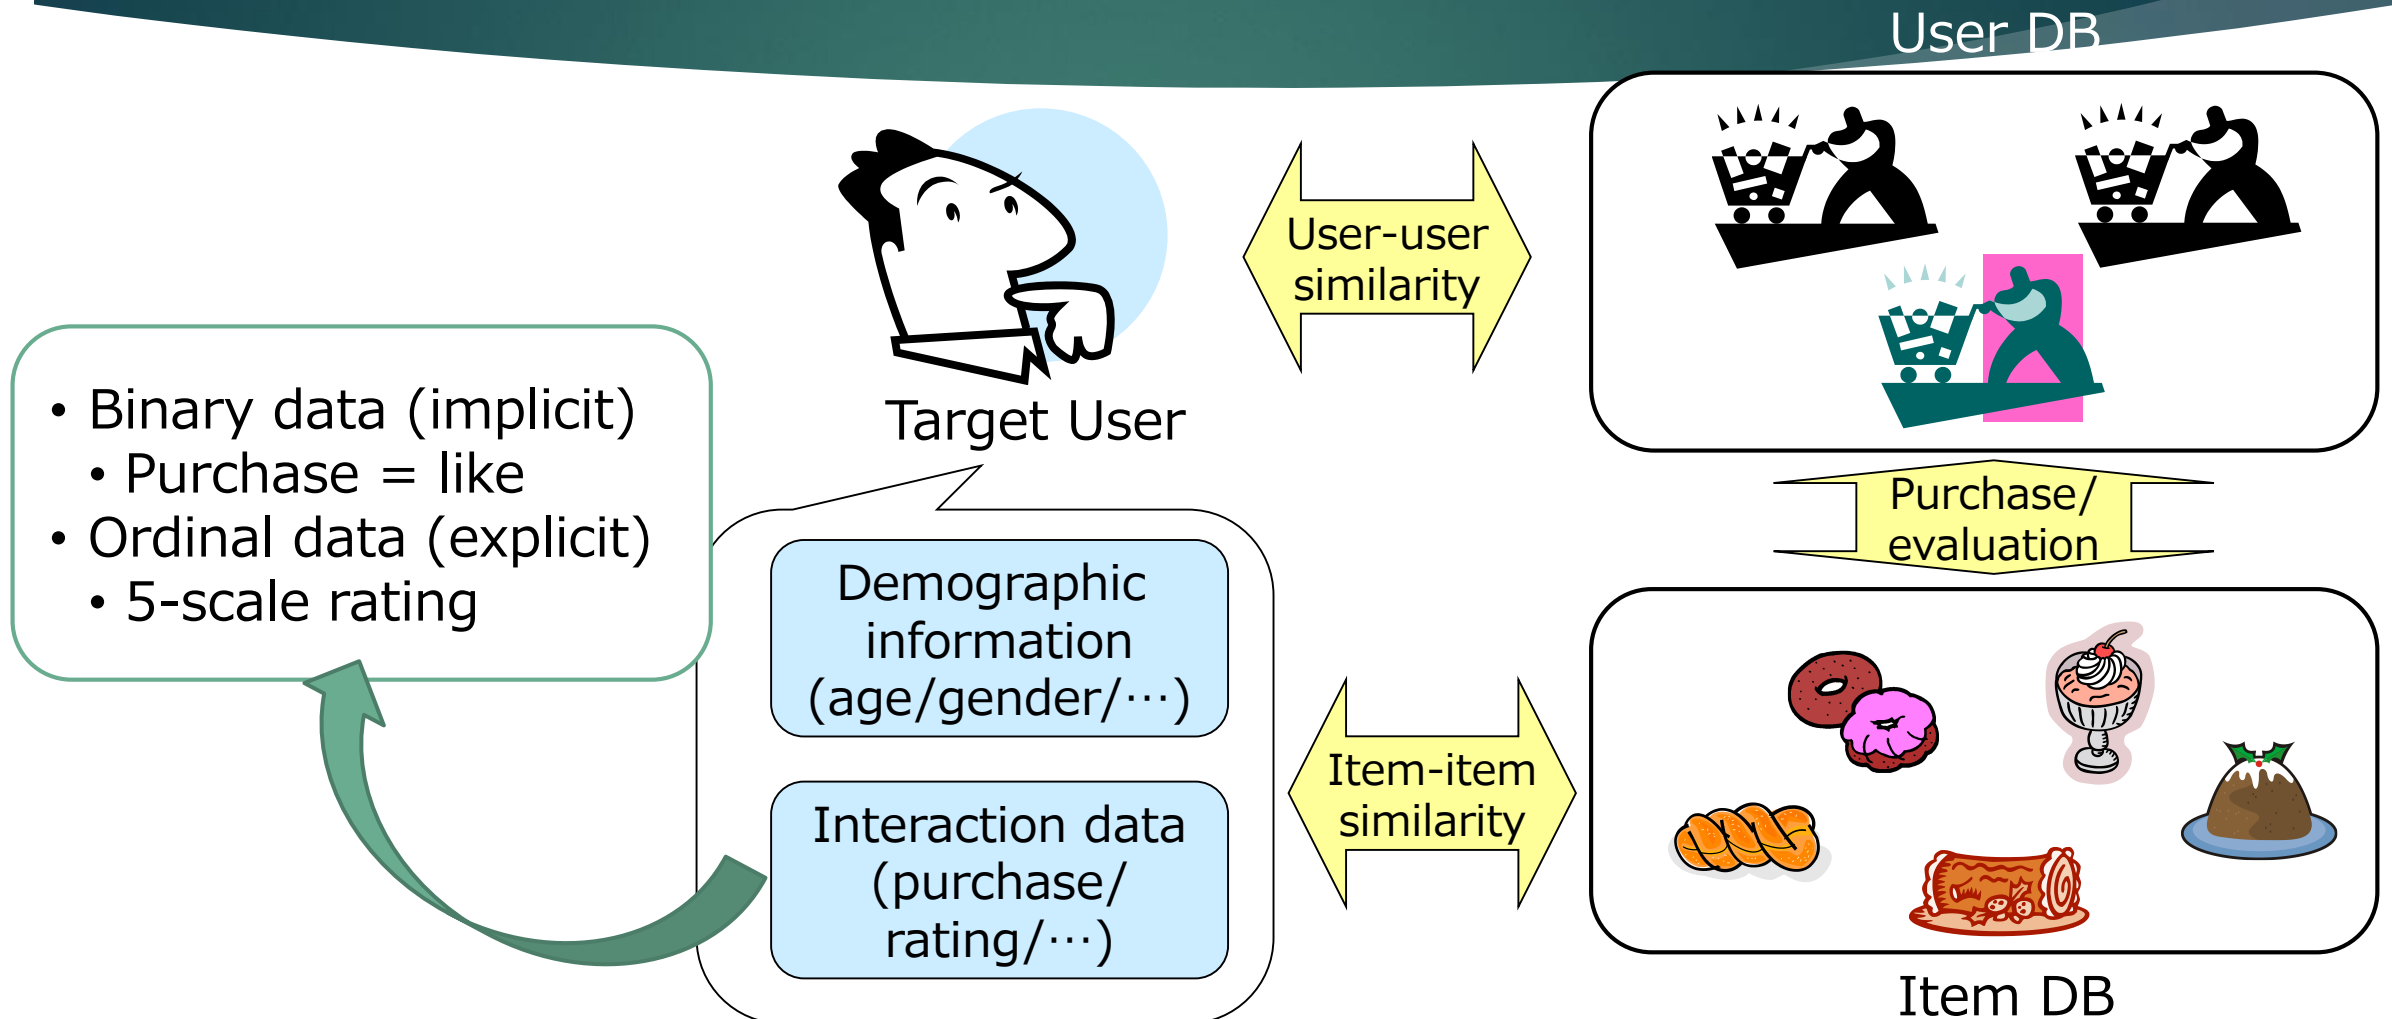 User DB
User-user
similarity
• Binary data (implicit)
• Purchase = like
• Ordinal data (explicit)
• 5-scale rating
Target User
Purchase/
evaluation
Demographic
information
(age/gender/…)
Item-item
similarity
Interaction data
(purchase/
rating/…)
Item DB